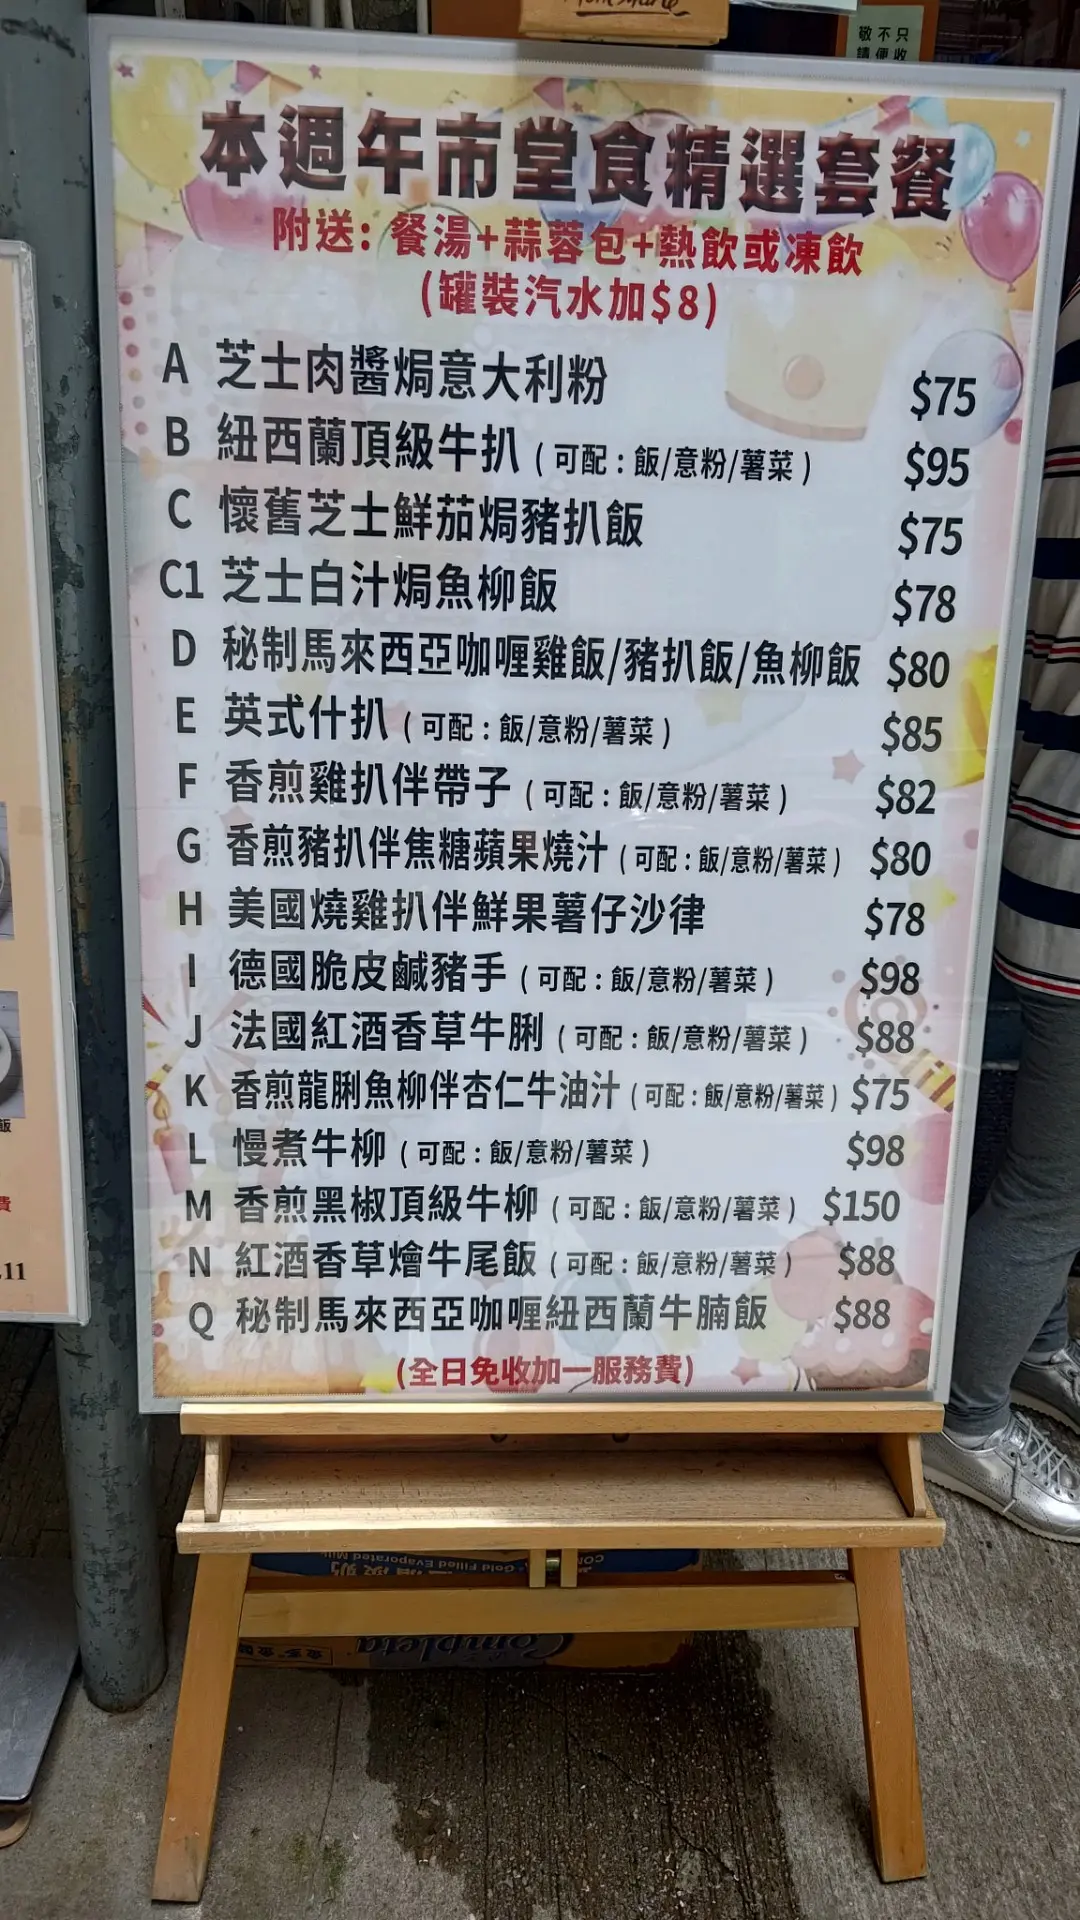 敬不只
請便收
本週午市堂食精選套餐
附送: 餐湯+蒜蓉包+熱飲或凍飲
(罐裝汽水加$8)
A 芝士肉醬焗意大利粉 $75
B 紐西蘭頂級牛扒 (可配：飯/意粉/薯菜) $95
C 懷舊芝士鮮茄焗豬扒飯 $75
C1 芝士白汁焗魚柳飯 $78
D 秘制馬來西亞咖喱雞飯/豬扒飯/魚柳飯 $80
E 英式什扒 (可配：飯/意粉/薯菜) $85
F 香煎雞扒伴帶子 (可配：飯/意粉/薯菜) $82
G 香煎豬扒伴焦糖蘋果燒汁 (可配：飯/意粉/薯菜) $80
H 美國燒雞扒伴鮮果薯仔沙律 $78
I 德國脆皮鹹豬手 (可配：飯/意粉/薯菜) $98
J 法國紅酒香草牛脷 (可配：飯/意粉/薯菜) $88
K 香煎龍脷魚柳伴杏仁牛油汁 (可配：飯/意粉/薯菜) $75
L 慢煮牛柳 (可配：飯/意粉/薯菜) $98
M 香煎黑椒頂級牛柳 (可配：飯/意粉/薯菜) $150
N 紅酒香草燴牛尾飯 (可配：飯/意粉/薯菜) $88
Q 秘制馬來西亞咖喱紐西蘭牛腩飯 $88
(全日免收加一服務費)
飯
費
.11
Gold Filled Evaporated Milk
Completa